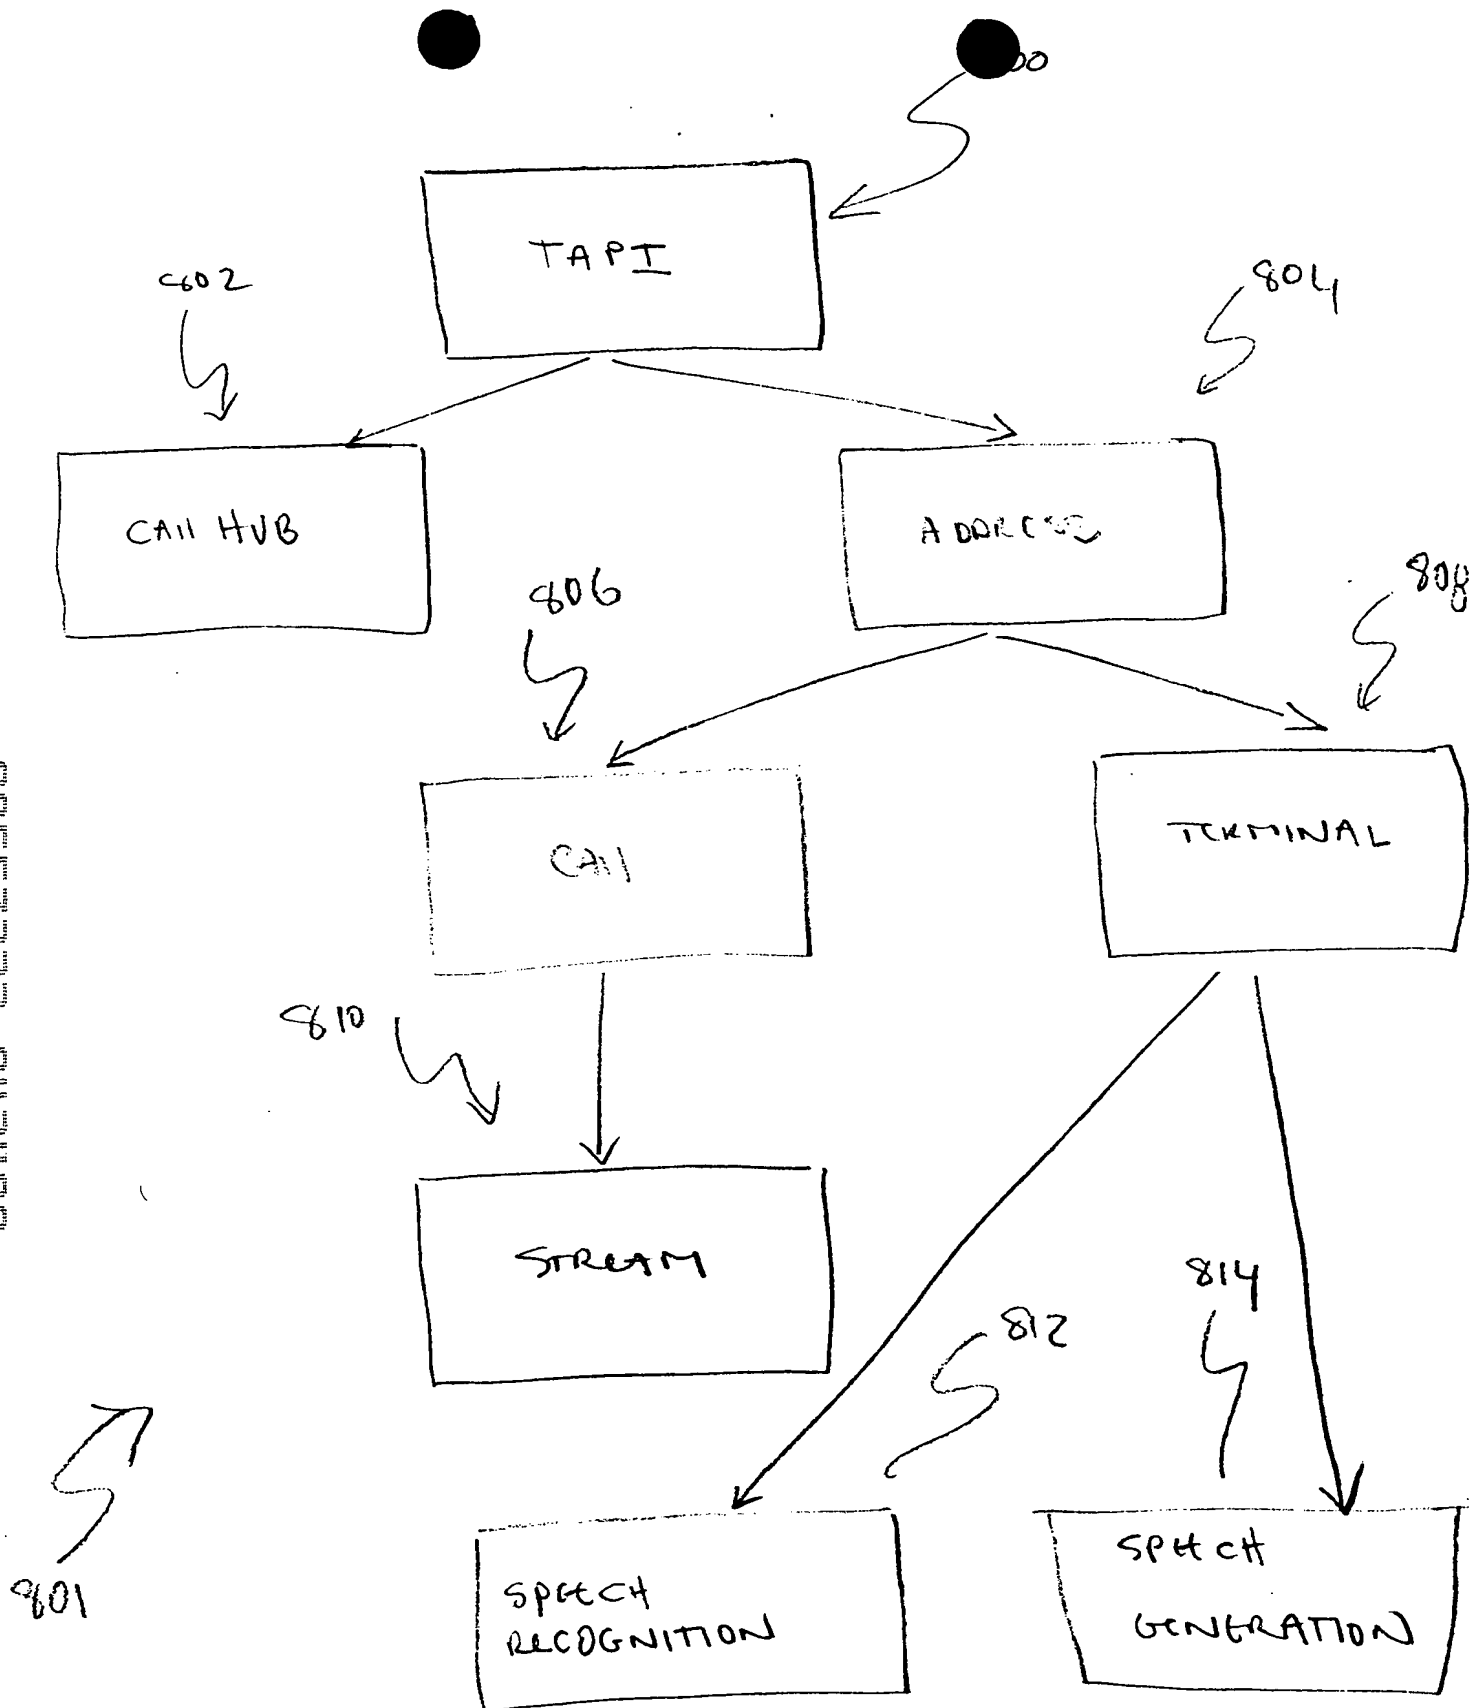 00
TAPI
802
804
CAll HUB
ADDRESS
806
808
CAll
TERMINAL
810
STREAM
814
812
801
SPEECH
RECOGNITION
SPEECH
GENERATION